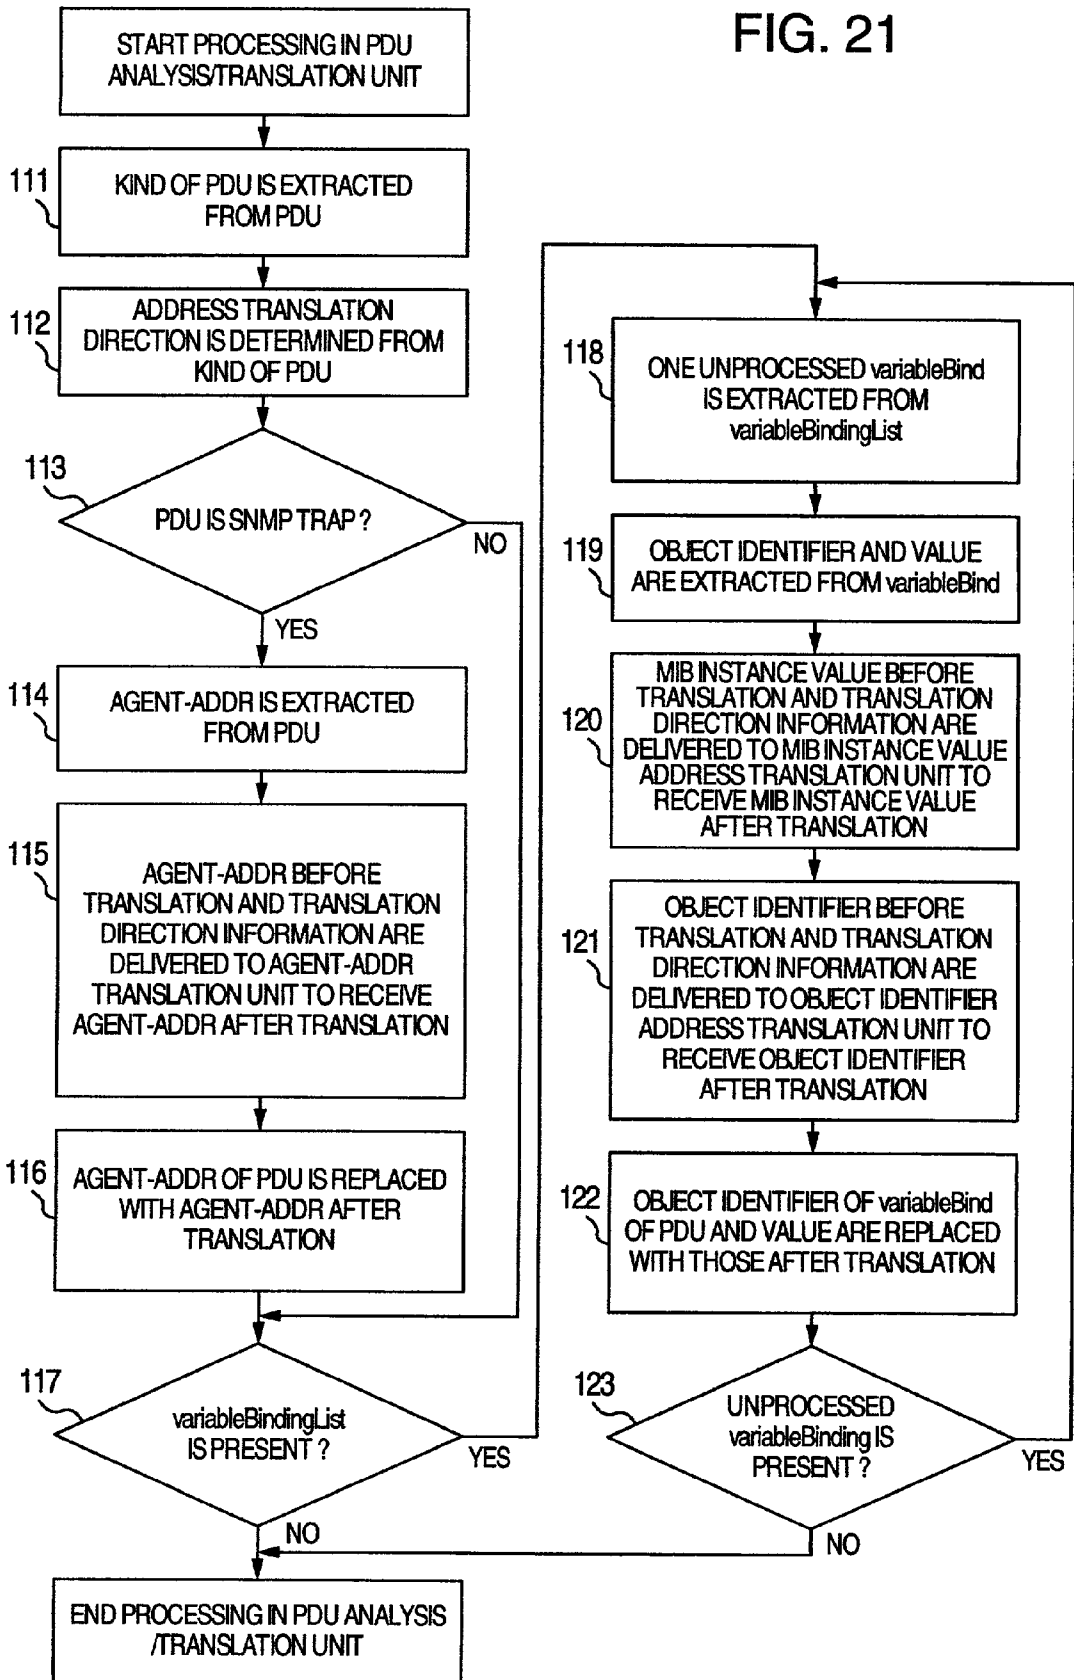 FIG. 21
START PROCESSING IN PDU
ANALYSIS/TRANSLATION UNIT
111
KIND OF PDU IS EXTRACTED
FROM PDU
112
ADDRESS TRANSLATION
DIRECTION IS DETERMINED FROM
KIND OF PDU
113
PDU IS SNMP TRAP ?
NO
YES
114
AGENT-ADDR IS EXTRACTED
FROM PDU
115
AGENT-ADDR BEFORE
TRANSLATION AND TRANSLATION
DIRECTION INFORMATION ARE
DELIVERED TO AGENT-ADDR
TRANSLATION UNIT TO RECEIVE
AGENT-ADDR AFTER TRANSLATION
116
AGENT-ADDR OF PDU IS REPLACED
WITH AGENT-ADDR AFTER
TRANSLATION
117
variableBindingList
IS PRESENT ?
YES
NO
END PROCESSING IN PDU ANALYSIS
/TRANSLATION UNIT
118
ONE UNPROCESSED variableBind
IS EXTRACTED FROM
variableBindingList
119
OBJECT IDENTIFIER AND VALUE
ARE EXTRACTED FROM variableBind
120
MIB INSTANCE VALUE BEFORE
TRANSLATION AND TRANSLATION
DIRECTION INFORMATION ARE
DELIVERED TO MIB INSTANCE VALUE
ADDRESS TRANSLATION UNIT TO
RECEIVE MIB INSTANCE VALUE
AFTER TRANSLATION
121
OBJECT IDENTIFIER BEFORE
TRANSLATION AND TRANSLATION
DIRECTION INFORMATION ARE
DELIVERED TO OBJECT IDENTIFIER
ADDRESS TRANSLATION UNIT TO
RECEIVE OBJECT IDENTIFIER
AFTER TRANSLATION
122
OBJECT IDENTIFIER OF variableBind
OF PDU AND VALUE ARE REPLACED
WITH THOSE AFTER TRANSLATION
123
UNPROCESSED
variableBinding IS
PRESENT ?
YES
NO